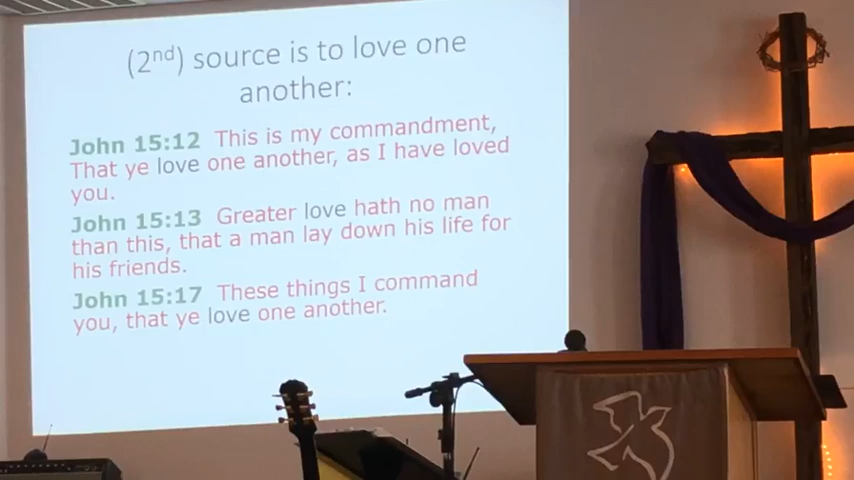 (2nd) source is to love one
another:
John 15:12 This is my commandment,
That ye love one another, as I have loved
you.
John 15:13 Greater love hath no man
than this, that a man lay down his life for
his friends.
John 15:17 These things I command
you, that ye love one another.